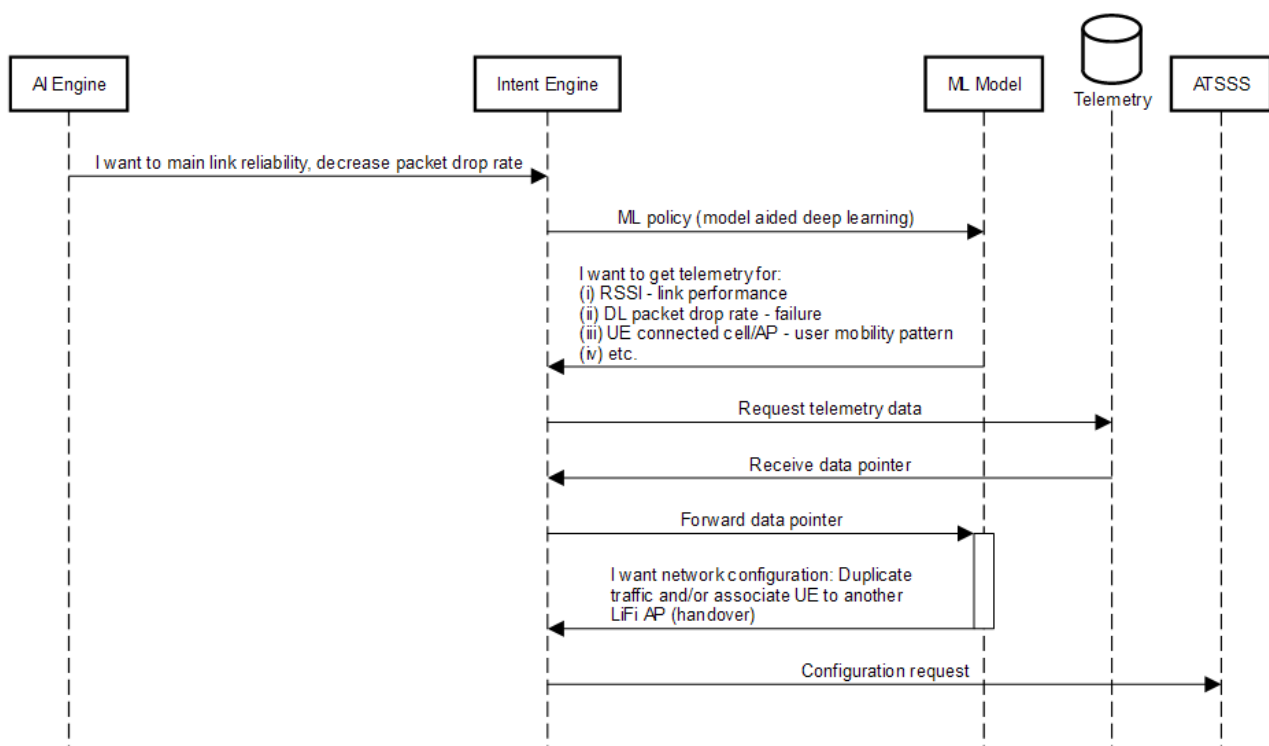 AI Engine
Intent Engine
ML Model
Telemetry
ATSSS
I want to main link reliability, decrease packet drop rate
ML policy (model aided deep learning)
I want to get telemetry for:
(i) RSSI - link performance
(ii) DL packet drop rate - failure
(iii) UE connected cell/AP - user mobility pattern
(iv) etc.
Request telemetry data
Receive data pointer
Forward data pointer
I want network configuration: Duplicate
traffic and/or associate UE to another
LiFi AP (handover)
Configuration request